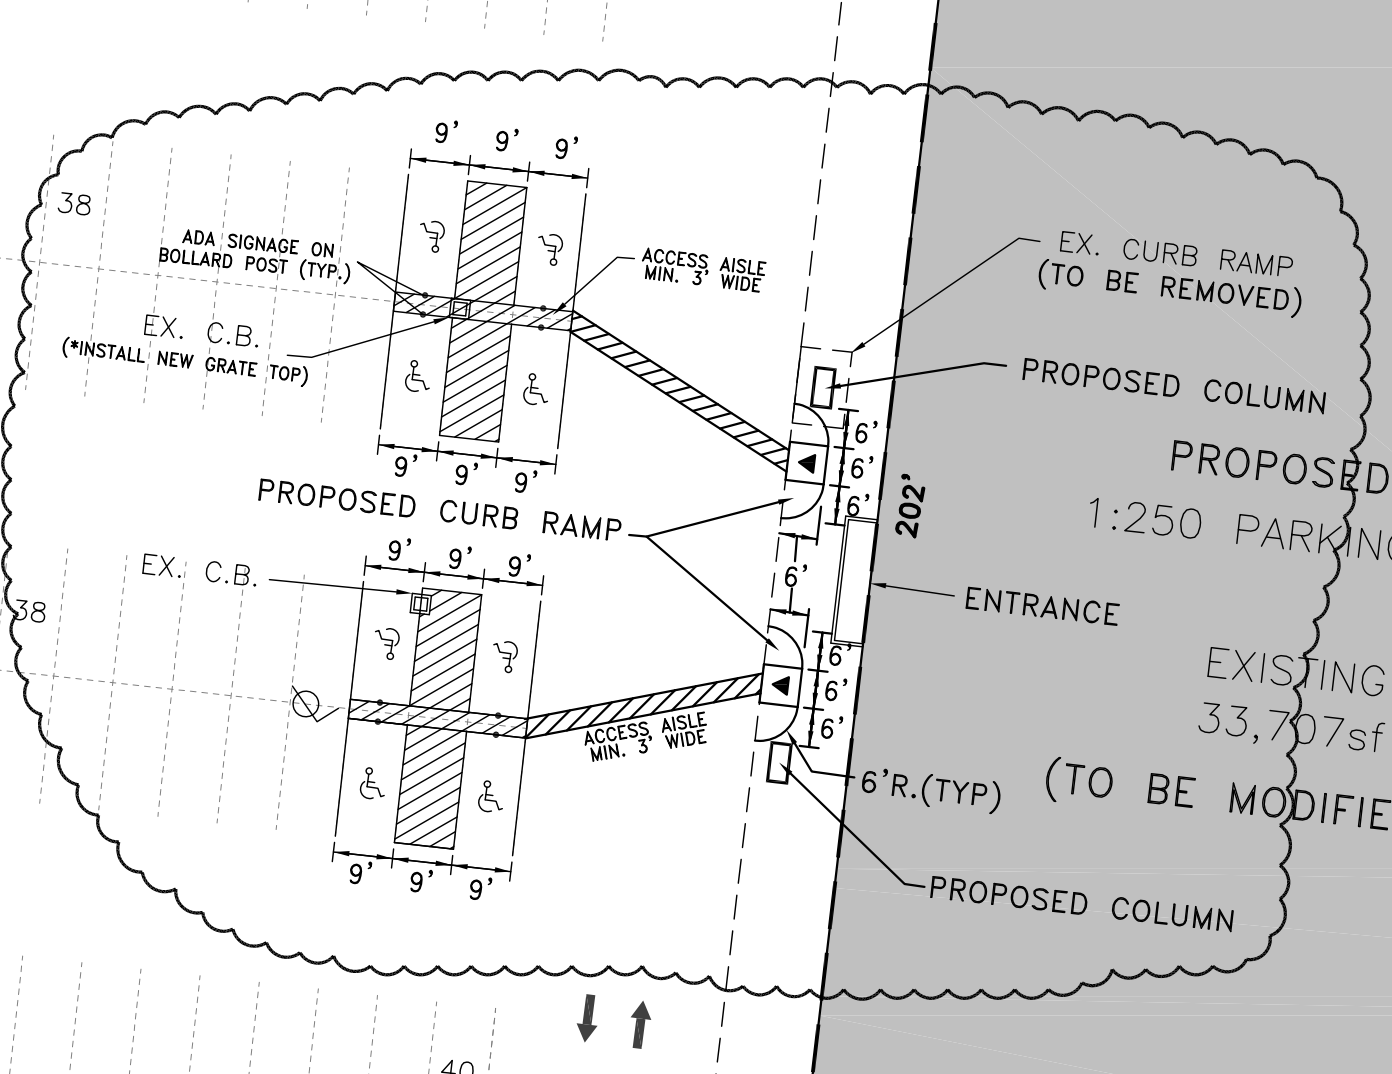 9' 9' 9'
38
ADA SIGNAGE ON
BOLLARD POST (TYP.)
ACCESS AISLE
MIN. 3' WIDE
EX. CURB RAMP
(TO BE REMOVED)
EX. C.B.
(*INSTALL NEW GRATE TOP)
PROPOSED COLUMN
6'
6'
6'
9' 9' 9'
PROPOSED
1:250 PARKING
PROPOSED CURB RAMP
202'
9' 9' 9'
EX. C.B.
6'
ENTRANCE
38
6'
6'
6'
EXISTING
33,707sf
ACCESS AISLE
MIN. 3' WIDE
6'R.(TYP)
(TO BE MODIFIE
9' 9' 9'
PROPOSED COLUMN
40